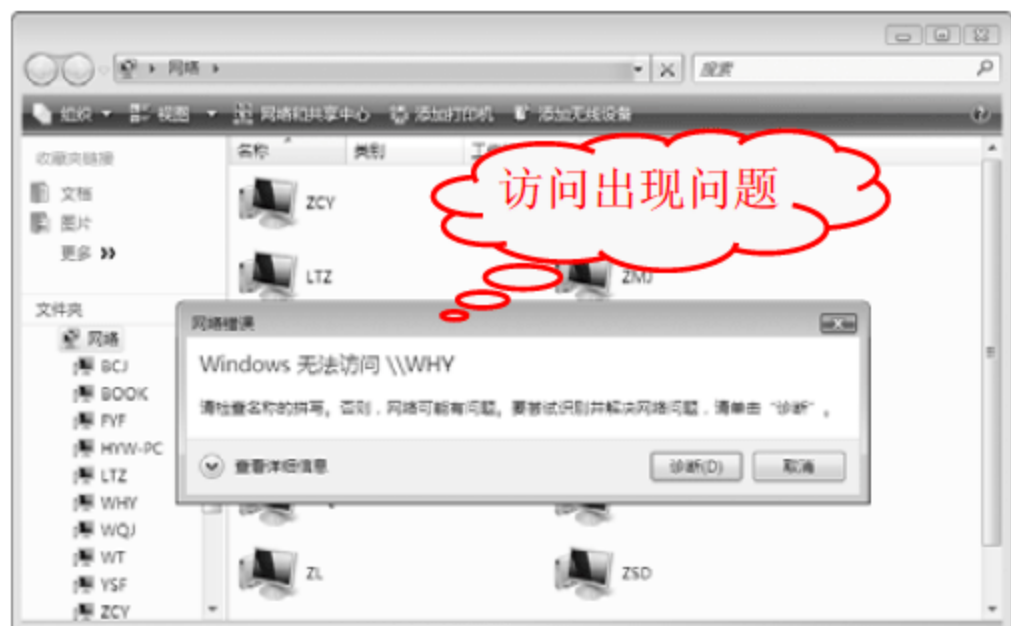 网络
搜索
组织 视图 网络和共享中心 添加打印机 添加无线设备
收藏夹链接
文档
图片
更多 »
文件夹
网络
BCJ
BOOK
FYF
HYW-PC
LTZ
WHY
WQJ
WT
YSF
ZCY
名称 类别
ZCY
LTZ
ZMJ
ZL
ZSD
访问出现问题
网络错误
Windows 无法访问 \\WHY
请检查名称的拼写。否则，网络可能有问题。要尝试识别并解决网络问题，请单击“诊断”。
查看详细信息
诊断(D) 取消